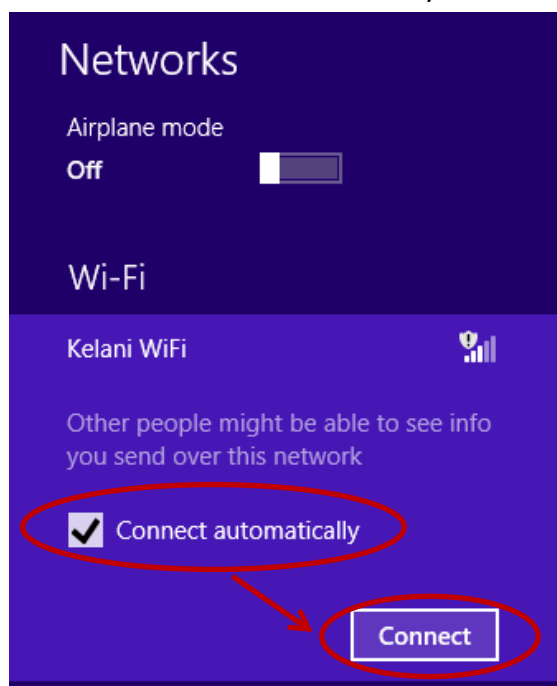 Networks
Airplane mode
Off
Wi-Fi
Kelani WiFi
Other people might be able to see info
you send over this network
Connect automatically
Connect